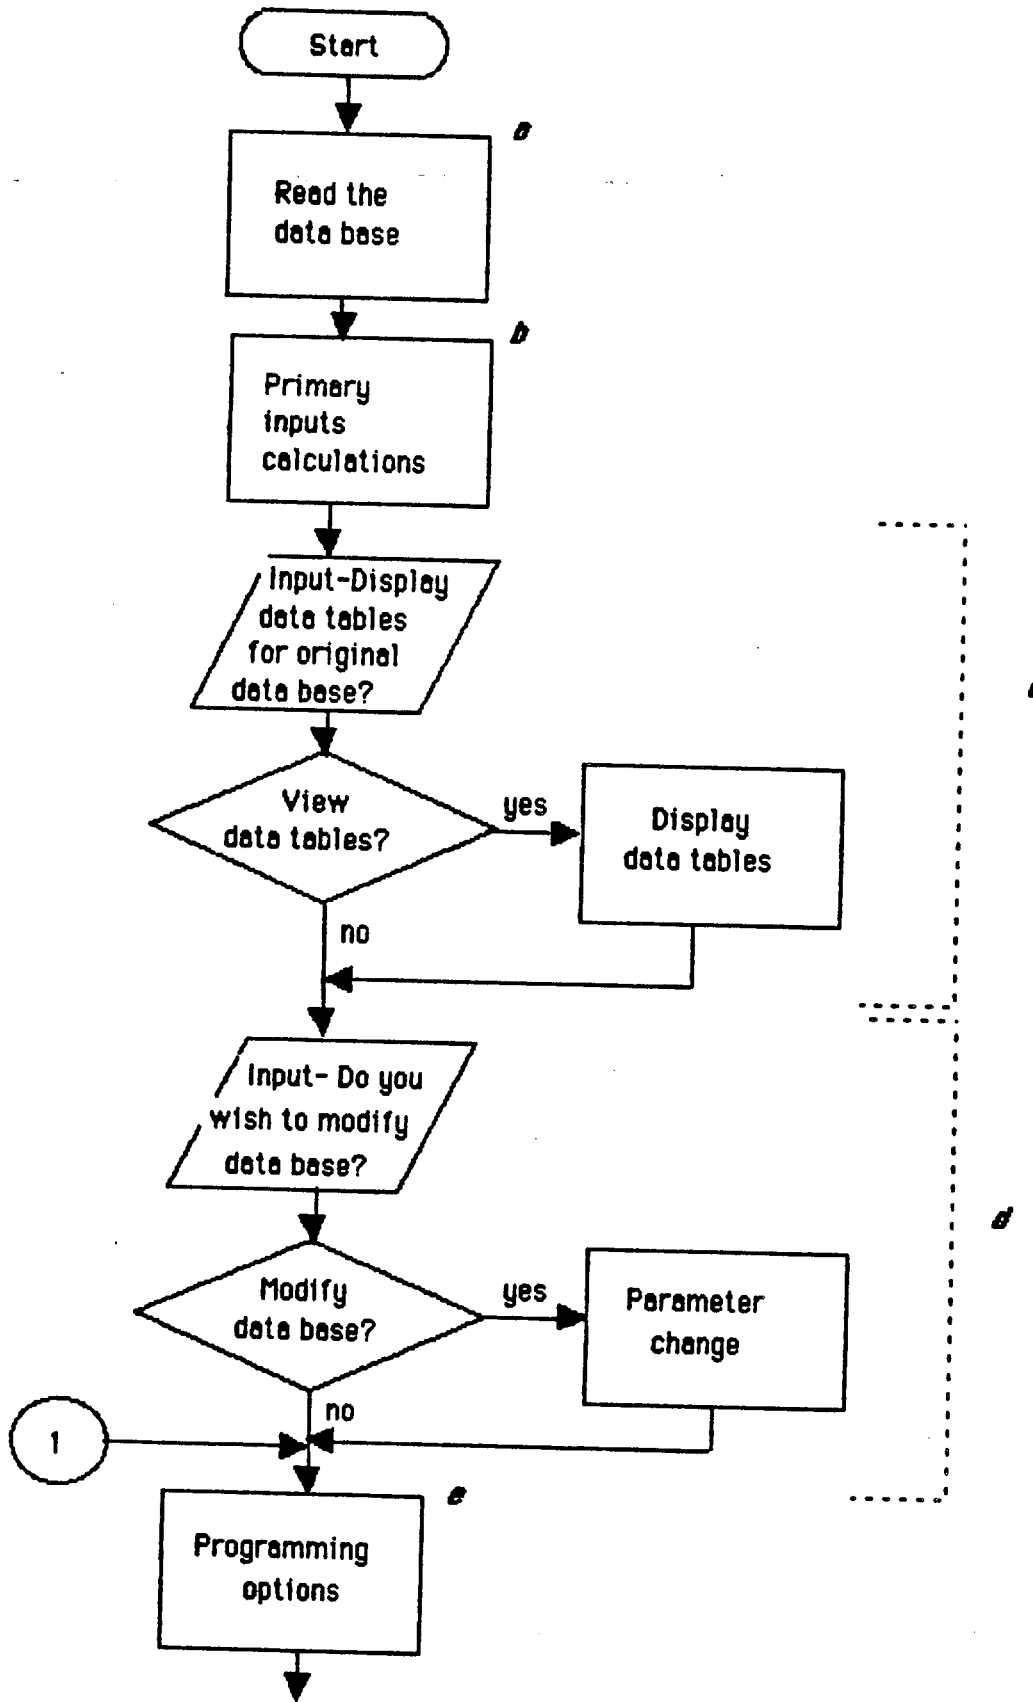 Start
a
Read the
data base
b
Primary
inputs
calculations
Input-Display
data tables
for original
data base?
View
data tables?
yes
Display
data tables
no
Input- Do you
wish to modify
data base?
d
Modify
data base?
yes
Parameter
change
no
1
e
Programming
options